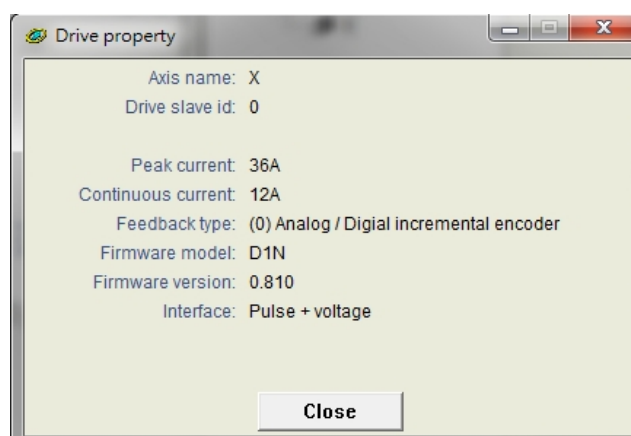 Drive property
Axis name: X
Drive slave id: 0
Peak current: 36A
Continuous current: 12A
Feedback type: (0) Analog / Digial incremental encoder
Firmware model: D1N
Firmware version: 0.810
Interface: Pulse + voltage
Close